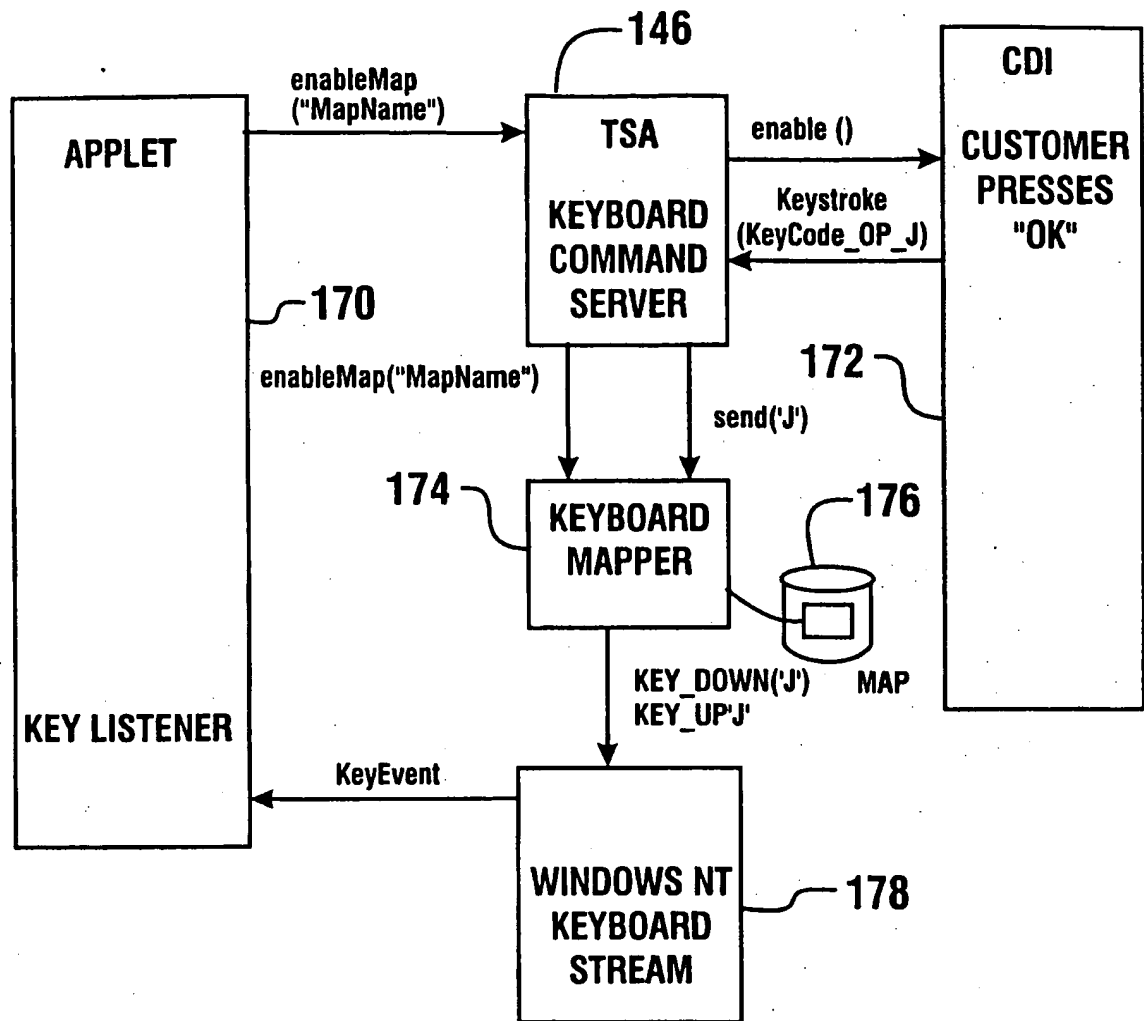 146
enableMap
("MapName")
APPLET
TSA
KEYBOARD
COMMAND
SERVER
enable ()
Keystroke
(KeyCode_OP_J)
CDI
CUSTOMER
PRESSES
"OK"
170
172
enableMap("MapName")
send('J')
174
KEYBOARD
MAPPER
176
MAP
KEY_DOWN('J')
KEY_UP'J'
KEY LISTENER
KeyEvent
WINDOWS NT
KEYBOARD
STREAM
178